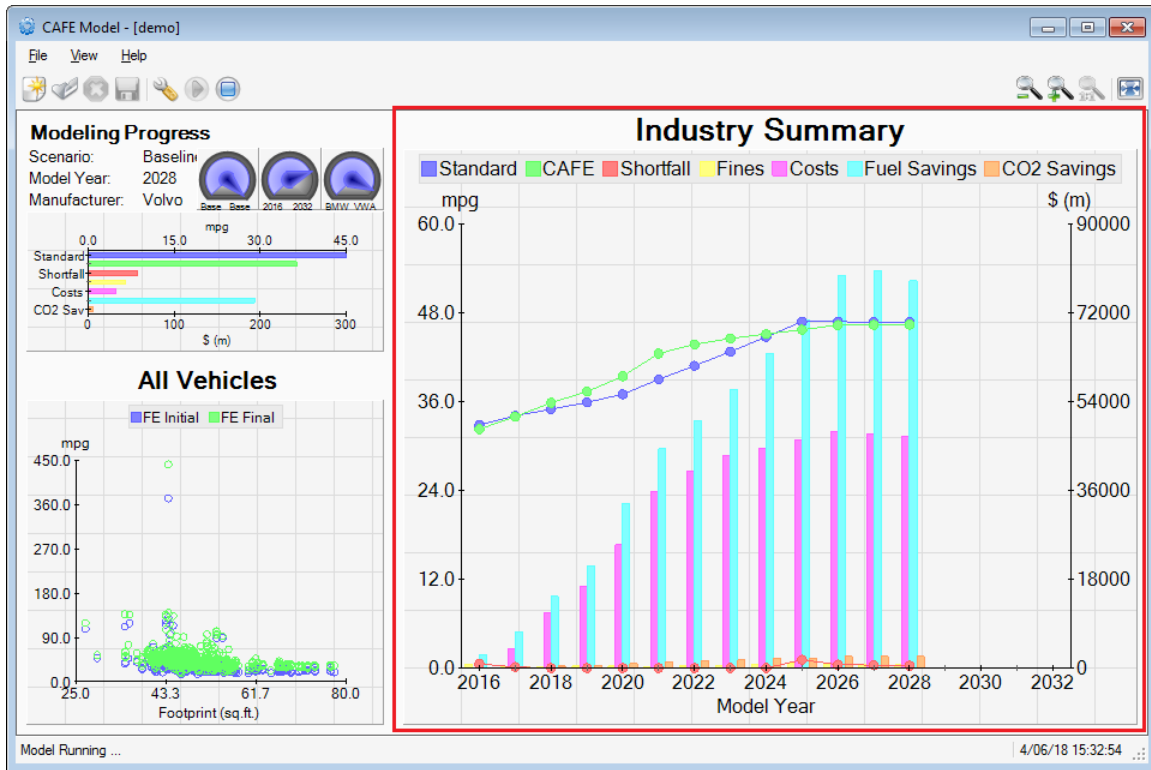 CAFE Model - [demo]
File View Help
Modeling Progress
Scenario: Baseline
Model Year: 2028
Manufacturer: Volvo
Base Base 2016 2032 BMW VWA
mpg
0.0 15.0 30.0 45.0
Standard
Shortfall
Costs
CO2 Sav
0 100 200 300
$ (m)
All Vehicles
FE Initial FE Final
mpg
450.0
360.0
270.0
180.0
90.0
0.0
25.0 43.3 61.7 80.0
Footprint (sq.ft.)
Industry Summary
Standard CAFE Shortfall Fines Costs Fuel Savings CO2 Savings
mpg $ (m)
60.0 90000
48.0 72000
36.0 54000
24.0 36000
12.0 18000
0.0 0
2016 2018 2020 2022 2024 2026 2028 2030 2032
Model Year
Model Running ... 4/06/18 15:32:54